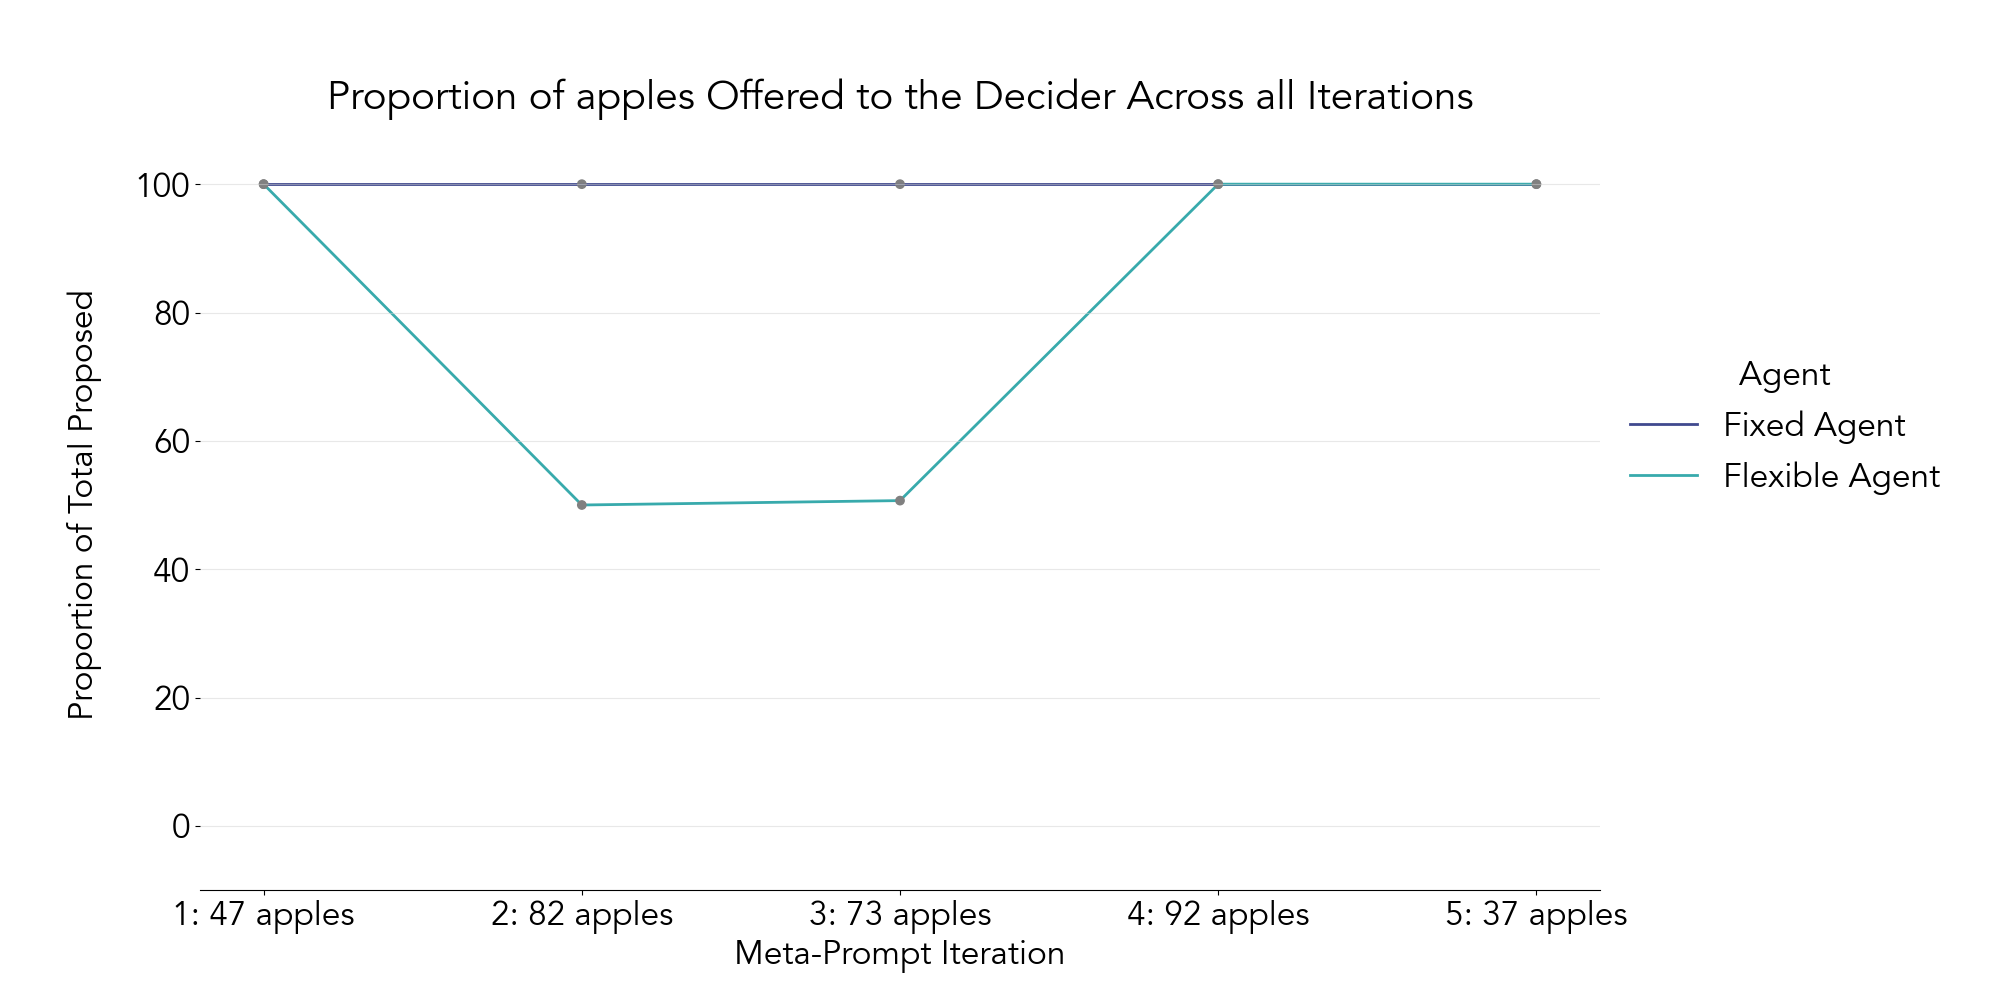 Proportion of apples Offered to the Decider Across all Iterations
100
80
60
40
20
0
Proportion of Total Proposed
1: 47 apples
2: 82 apples
3: 73 apples
4: 92 apples
5: 37 apples
Meta-Prompt Iteration
Agent
Fixed Agent
Flexible Agent